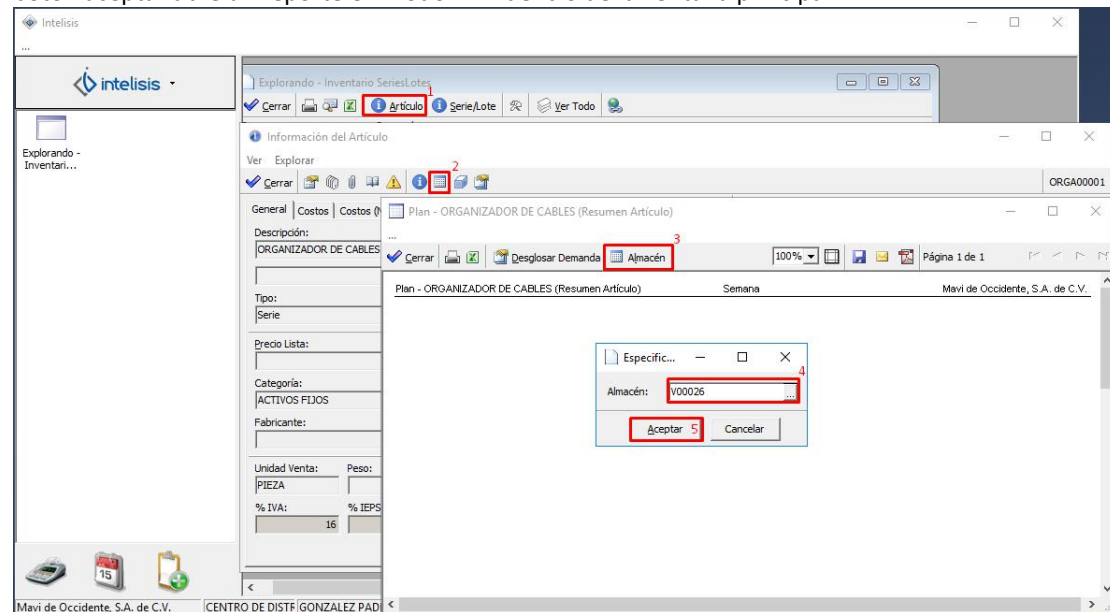 Intelisis
...
intelisis
Explorando - Inventario SeriesLotes
1
Cerrar Artículo Serie/Lote Ver Todo
Explorando -
Inventari...
Información del Artículo
Ver Explorar
2
Cerrar ORGA00001
General Costos Costos (N
Descripción:
ORGANIZADOR DE CABLES
Tipo:
Serie
Precio Lista:
Categoría:
ACTIVOS FIJOS
Fabricante:
Unidad Venta: Peso:
PIEZA
% IVA: % IEPS
16
Plan - ORGANIZADOR DE CABLES (Resumen Artículo)
...
3
Cerrar Desglosar Demanda Almacén 100% Página 1 de 1
Plan - ORGANIZADOR DE CABLES (Resumen Artículo) Semana Mavi de Occidente, S.A. de C.V.
Especific...
4
Almacén: V00026 ...
Aceptar 5 Cancelar
15
Mavi de Occidente, S.A. de C.V. CENTRO DE DISTF GONZALEZ PADI